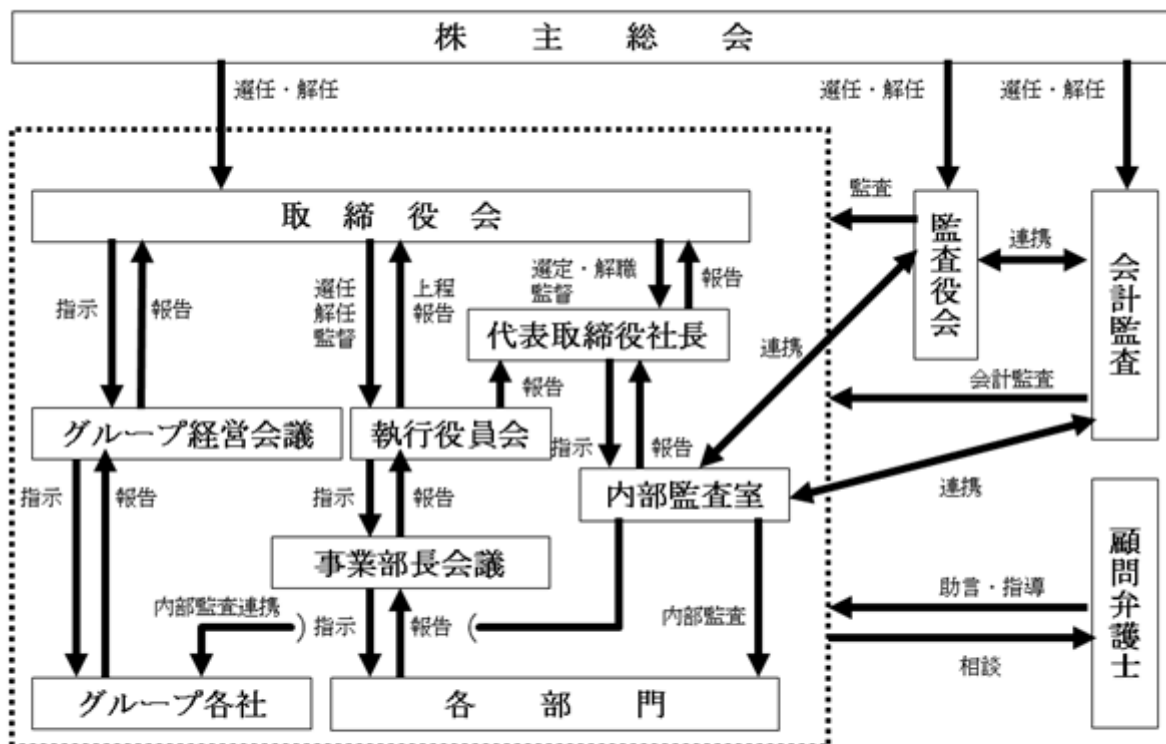 株主総会
選任・解任
選任・解任
選任・解任
取締役会
監査
監査役会
連携
会計監査
指示
報告
選任
解任
監督
上程
報告
選定・解職
監督
報告
代表取締役社長
連携
報告
会計監査
グループ経営会議
執行役員会
指示
報告
指示
報告
指示
報告
内部監査室
連携
事業部長会議
顧問弁護士
内部監査連携
指示
報告
内部監査
助言・指導
相談
グループ各社
各部門